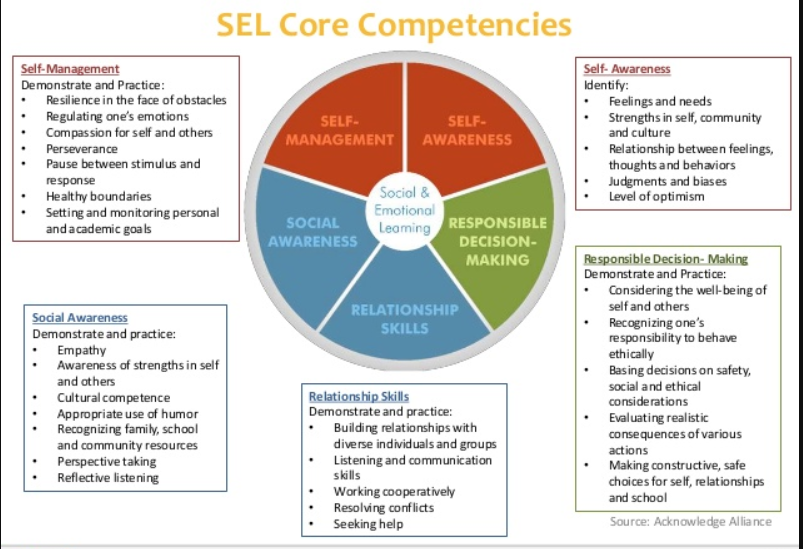 SEL Core Competencies
Self-Management
Demonstrate and Practice:
• Resilience in the face of obstacles
• Regulating one's emotions
• Compassion for self and others
• Perseverance
• Pause between stimulus and
response
• Healthy boundaries
• Setting and monitoring personal
and academic goals
SELF-
MANAGEMENT
SELF-
AWARENESS
SOCIAL
AWARENESS
Social &
Emotional
Learning
RESPONSIBLE
DECISION-
MAKING
RELATIONSHIP
SKILLS
Self- Awareness
Identify:
• Feelings and needs
• Strengths in self, community
and culture
• Relationship between feelings,
thoughts and behaviors
• Judgments and biases
• Level of optimism
Social Awareness
Demonstrate and practice:
• Empathy
• Awareness of strengths in self
and others
• Cultural competence
• Appropriate use of humor
• Recognizing family, school
and community resources
• Perspective taking
• Reflective listening
Relationship Skills
Demonstrate and practice:
• Building relationships with
diverse individuals and groups
• Listening and communication
skills
• Working cooperatively
• Resolving conflicts
• Seeking help
Responsible Decision- Making
Demonstrate and Practice:
• Considering the well-being of
self and others
• Recognizing one's
responsibility to behave
ethically
• Basing decisions on safety,
social and ethical
considerations
• Evaluating realistic
consequences of various
actions
• Making constructive, safe
choices for self, relationships
and school
Source: Acknowledge Alliance